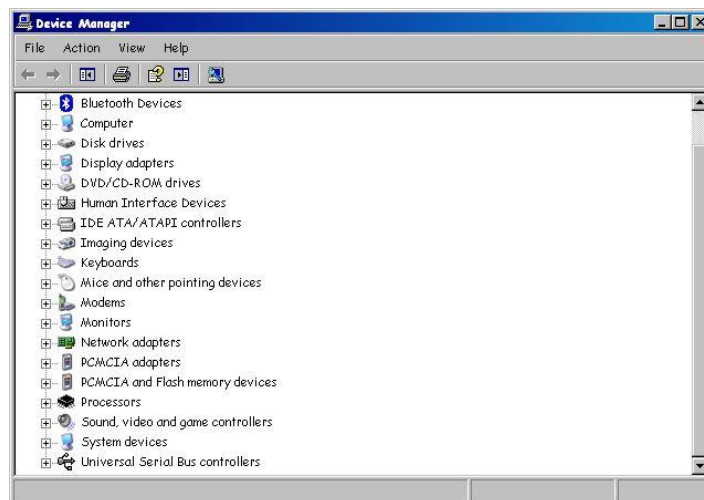 Device Manager
File Action View Help
Bluetooth Devices
Computer
Disk drives
Display adapters
DVD/CD-ROM drives
Human Interface Devices
IDE ATA/ATAPI controllers
Imaging devices
Keyboards
Mice and other pointing devices
Modems
Monitors
Network adapters
PCMCIA adapters
PCMCIA and Flash memory devices
Processors
Sound, video and game controllers
System devices
Universal Serial Bus controllers